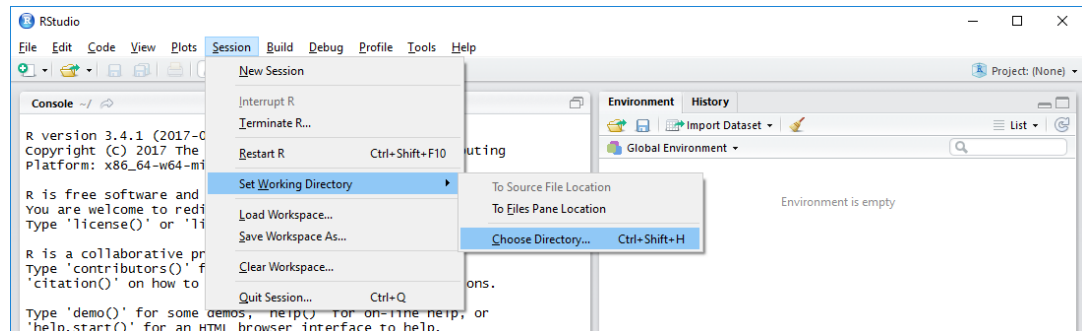 RStudio
File Edit Code View Plots Session Build Debug Profile Tools Help
Project: (None)
New Session
Interrupt R
Terminate R...
Restart R Ctrl+Shift+F10
Set Working Directory
Load Workspace...
Save Workspace As...
Clear Workspace...
Quit Session... Ctrl+Q
To Source File Location
To Files Pane Location
Choose Directory... Ctrl+Shift+H
Console ~/
R version 3.4.1 (2017-0
Copyright (C) 2017 The uting
Platform: x86_64-w64-mi
R is free software and
You are welcome to redi
Type 'license()' or 'li
R is a collaborative pr
Type 'contributors()' f
'citation()' on how to ons.
Type 'demo()' for some demos, 'help()' for on-line help, or
'help.start()' for an HTML browser interface to help.
Environment History
Import Dataset List
Global Environment
Environment is empty